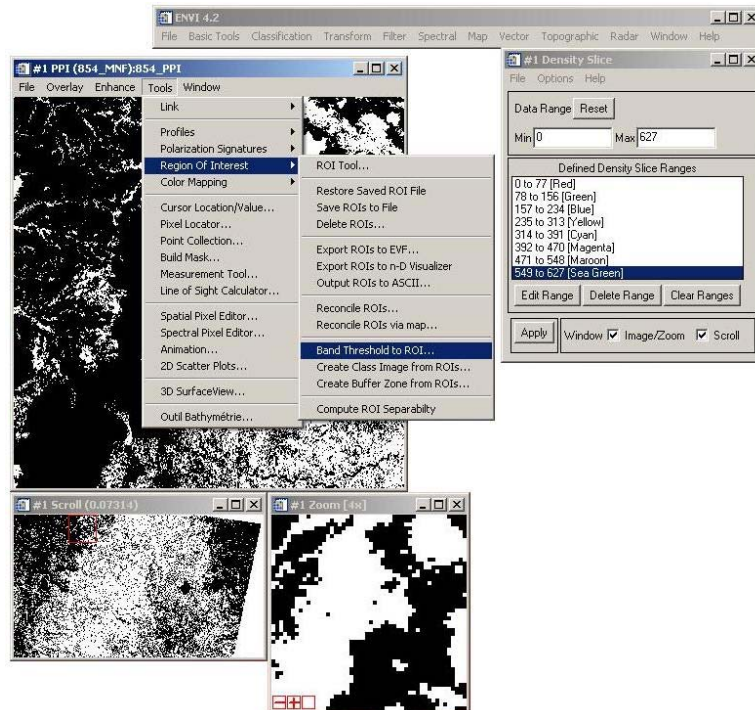 ENVI 4.2
File Basic Tools Classification Transform Filter Spectral Map Vector Topographic Radar Window Help
#1 PPI (854_MNF):854_PPI
File Overlay Enhance Tools Window
Link
Profiles
Polarization Signatures
Region Of Interest
Color Mapping
Cursor Location/Value...
Pixel Locator...
Point Collection...
Build Mask...
Measurement Tool...
Line of Sight Calculator...
Spatial Pixel Editor...
Spectral Pixel Editor...
Animation...
2D Scatter Plots...
3D SurfaceView...
Outil Bathymétrie...
ROI Tool...
Restore Saved ROI File
Save ROIs to File
Delete ROIs...
Export ROIs to EVF...
Export ROIs to n-D Visualizer
Output ROIs to ASCII...
Reconcile ROIs...
Reconcile ROIs via map...
Band Threshold to ROI...
Create Class Image from ROIs...
Create Buffer Zone from ROIs...
Compute ROI Separabilty
#1 Density Slice
File Options Help
Data Range Reset
Min 0 Max 627
Defined Density Slice Ranges
0 to 77 [Red]
78 to 156 [Green]
157 to 234 [Blue]
235 to 313 [Yellow]
314 to 391 [Cyan]
392 to 470 [Magenta]
471 to 548 [Maroon]
549 to 627 [Sea Green]
Edit Range Delete Range Clear Ranges
Apply Window Image/Zoom Scroll
#1 Scroll (0.07314)
#1 Zoom [4x]